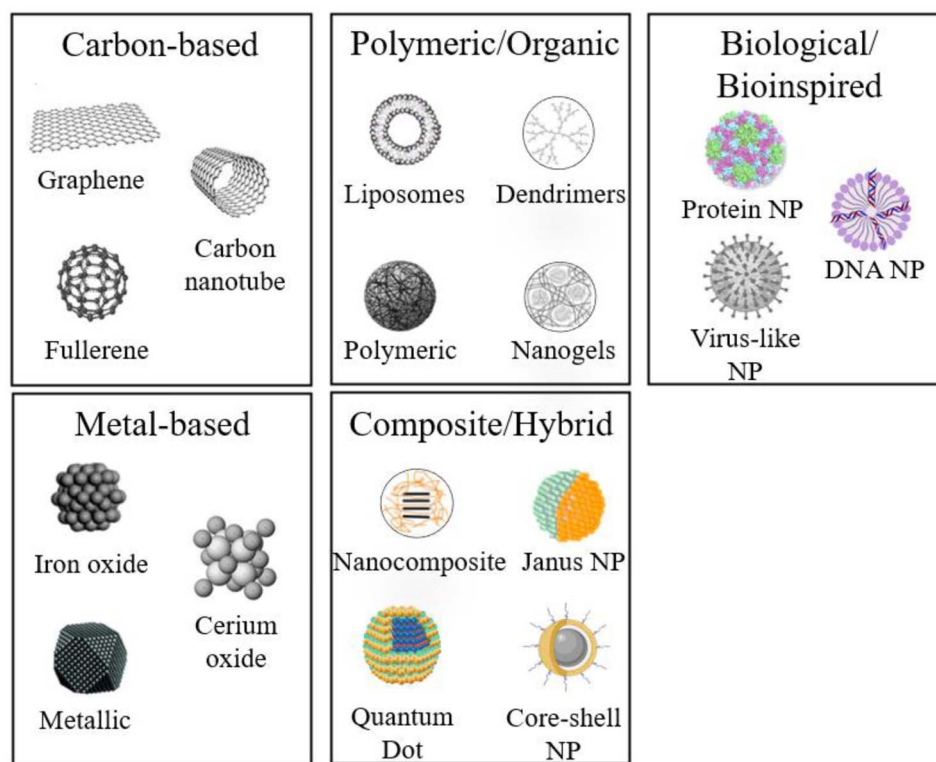 Carbon-based
Graphene
Carbon
nanotube
Fullerene
Polymeric/Organic
Liposomes
Dendrimers
Polymeric
Nanogels
Biological/
Bioinspired
Protein NP
DNA NP
Virus-like
NP
Metal-based
Iron oxide
Cerium
oxide
Metallic
Composite/Hybrid
Nanocomposite
Janus NP
Quantum
Dot
Core-shell
NP